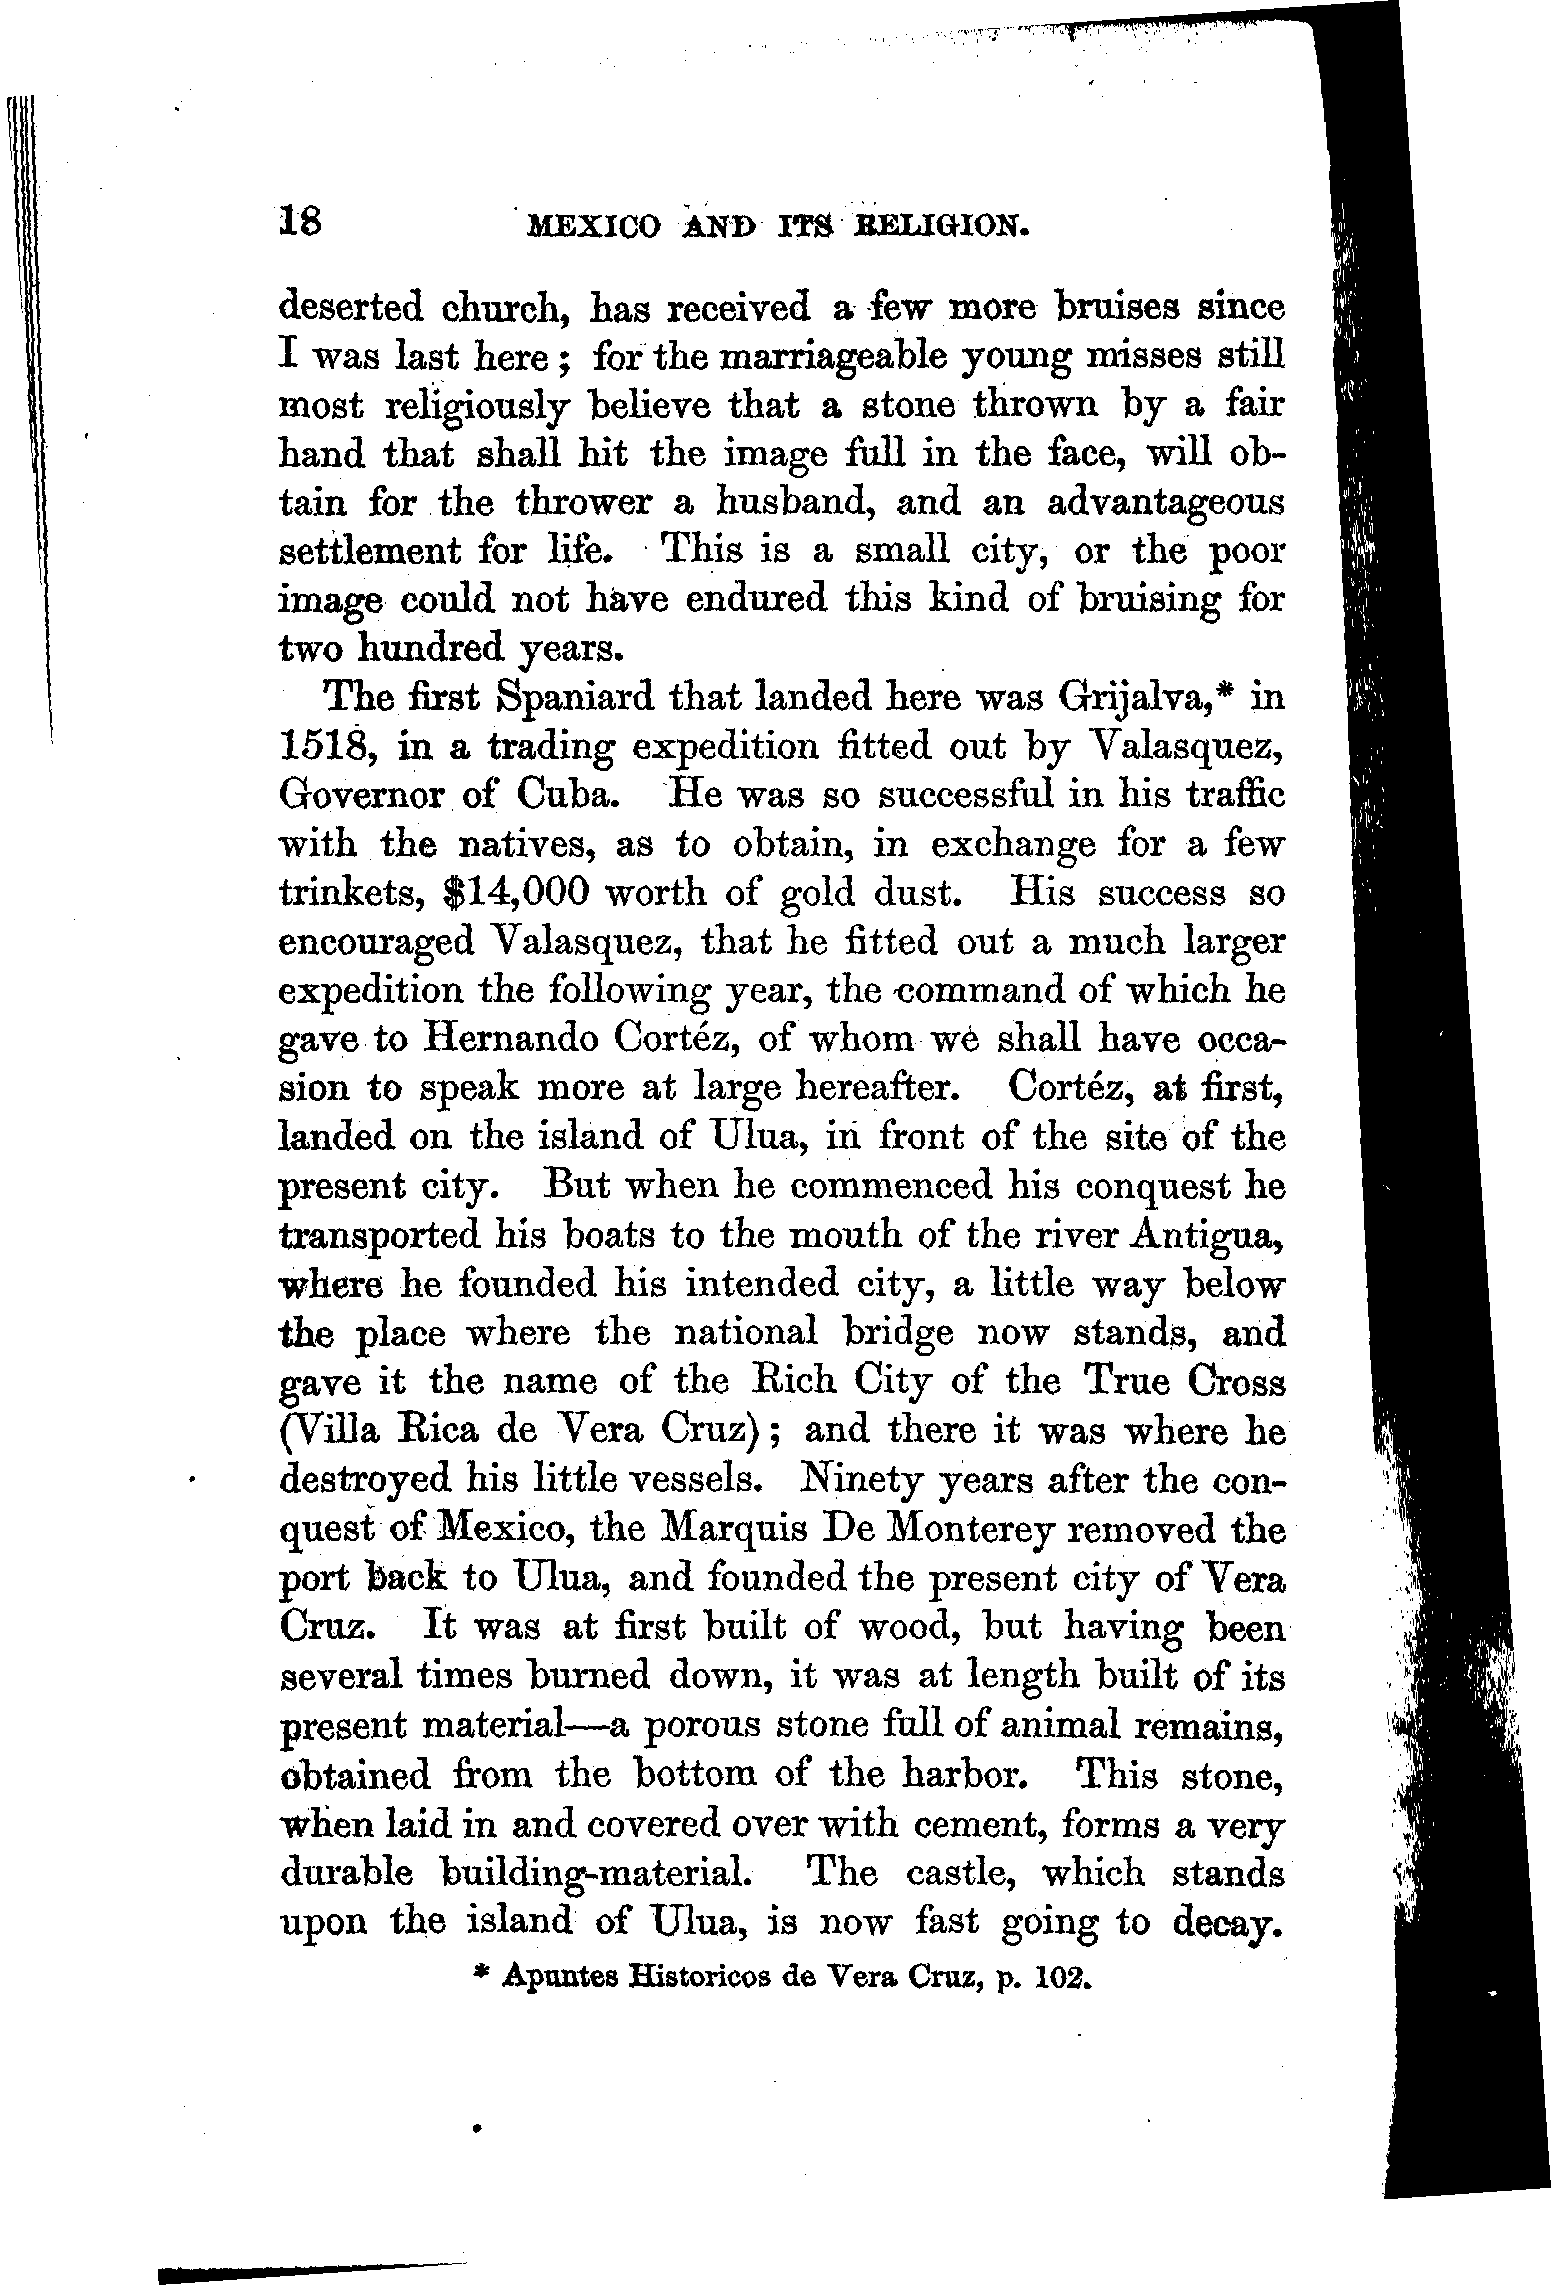 18 MEXICO AND ITS RELIGION.
deserted church, has received a few more bruises since
I was last here; for the marriageable young misses still
most religiously believe that a stone thrown by a fair
hand that shall hit the image full in the face, will ob-
tain for the thrower a husband, and an advantageous
settlement for life. This is a small city, or the poor
image could not have endured this kind of bruising for
two hundred years.
The first Spaniard that landed here was Grijalva,* in
1518, in a trading expedition fitted out by Valasquez,
Governor of Cuba. He was so successful in his traffic
with the natives, as to obtain, in exchange for a few
trinkets, $14,000 worth of gold dust. His success so
encouraged Valasquez, that he fitted out a much larger
expedition the following year, the command of which he
gave to Hernando Cortéz, of whom we shall have occa-
sion to speak more at large hereafter. Cortéz, at first,
landed on the island of Ulua, in front of the site of the
present city. But when he commenced his conquest he
transported his boats to the mouth of the river Antigua,
where he founded his intended city, a little way below
the place where the national bridge now stands, and
gave it the name of the Rich City of the True Cross
(Villa Rica de Vera Cruz); and there it was where he
destroyed his little vessels. Ninety years after the con-
quest of Mexico, the Marquis De Monterey removed the
port back to Ulua, and founded the present city of Vera
Cruz. It was at first built of wood, but having been
several times burned down, it was at length built of its
present material—a porous stone full of animal remains,
obtained from the bottom of the harbor. This stone,
when laid in and covered over with cement, forms a very
durable building-material. The castle, which stands
upon the island of Ulua, is now fast going to decay.
* Apuntes Historicos de Vera Cruz, p. 102.